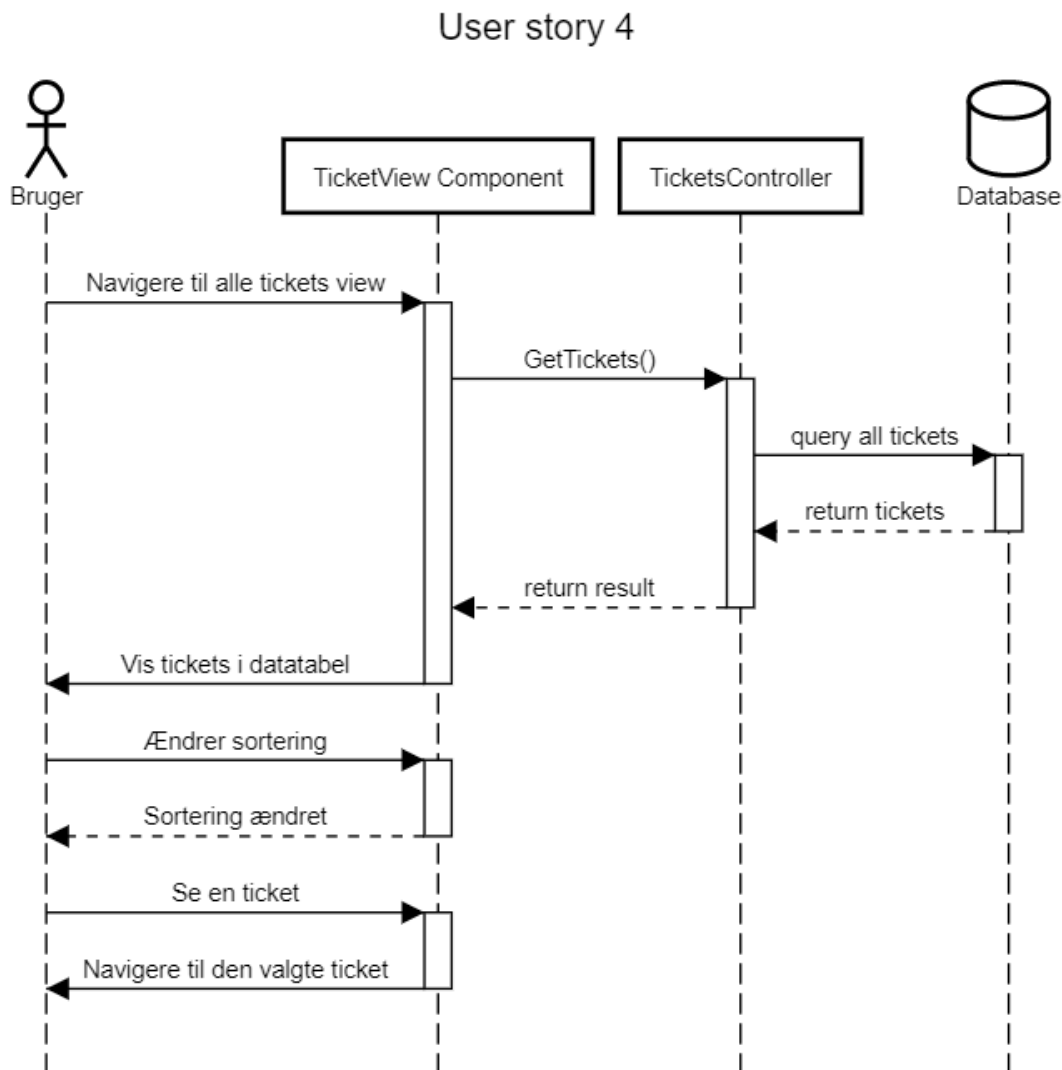 User story 4
Bruger
TicketView Component
TicketsController
Database
Navigere til alle tickets view
GetTickets()
query all tickets
return tickets
return result
Vis tickets i datatabel
Ændrer sortering
Sortering ændret
Se en ticket
Navigere til den valgte ticket